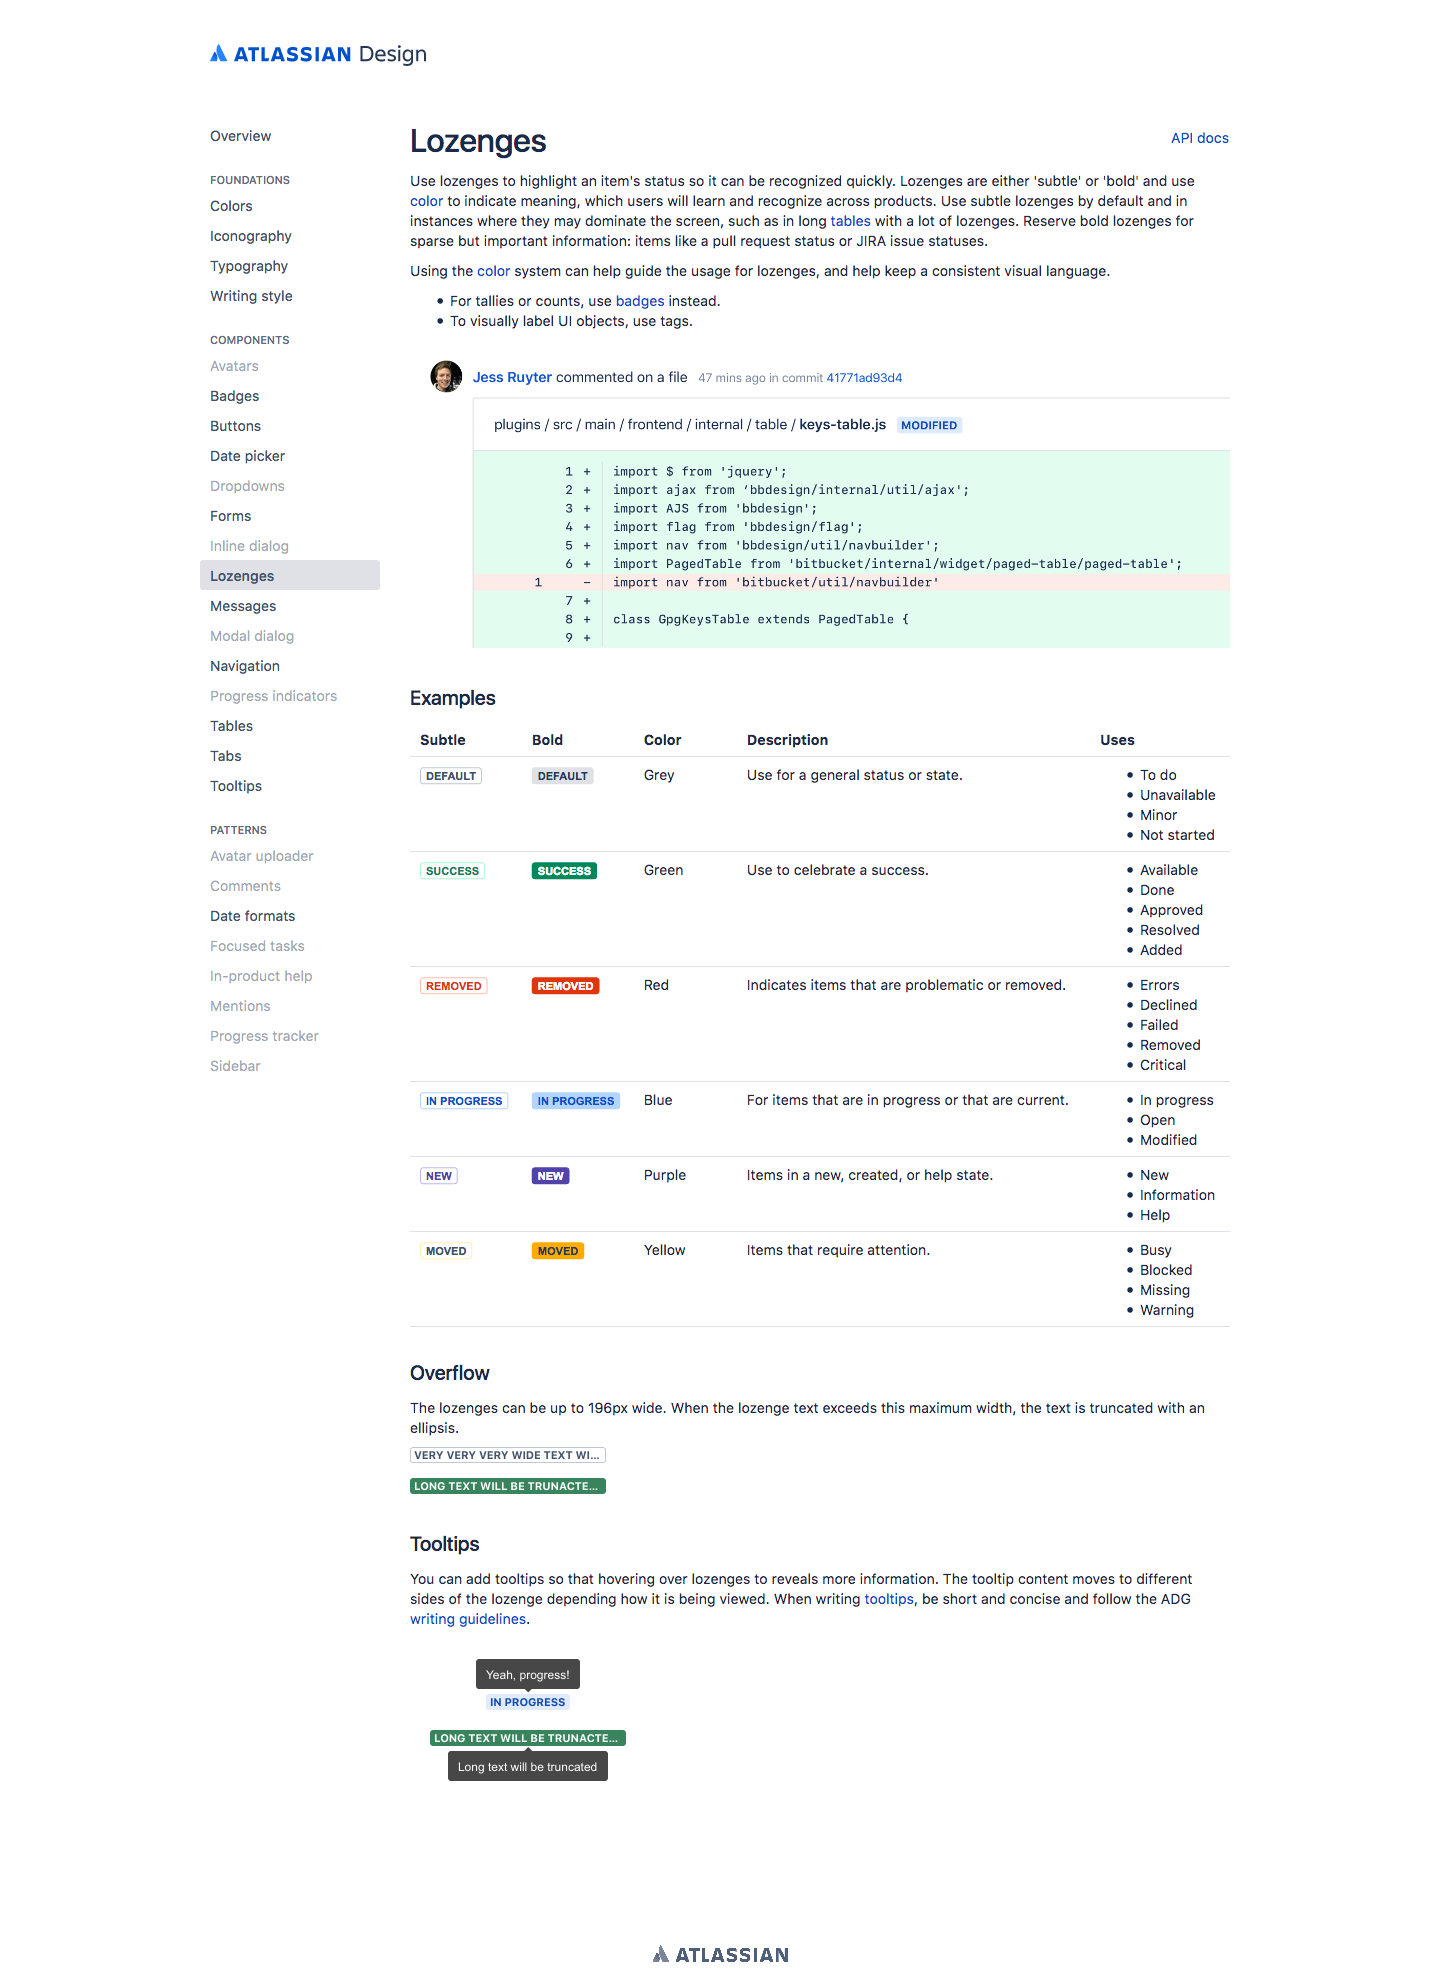 ATLASSIAN Design
Overview
FOUNDATIONS
Colors
Iconography
Typography
Writing style
COMPONENTS
Avatars
Badges
Buttons
Date picker
Dropdowns
Forms
Inline dialog
Lozenges
Messages
Modal dialog
Navigation
Progress indicators
Tables
Tabs
Tooltips
PATTERNS
Avatar uploader
Comments
Date formats
Focused tasks
In-product help
Mentions
Progress tracker
Sidebar
Lozenges
API docs
Use lozenges to highlight an item's status so it can be recognized quickly. Lozenges are either 'subtle' or 'bold' and use
color to indicate meaning, which users will learn and recognize across products. Use subtle lozenges by default and in
instances where they may dominate the screen, such as in long tables with a lot of lozenges. Reserve bold lozenges for
sparse but important information: items like a pull request status or JIRA issue statuses.
Using the color system can help guide the usage for lozenges, and help keep a consistent visual language.
• For tallies or counts, use badges instead.
• To visually label UI objects, use tags.
Jess Ruyter commented on a file 47 mins ago in commit 41771ad93d4
plugins / src / main / frontend / internal / table / keys-table.js MODIFIED
1 + import $ from 'jquery';
2 + import ajax from ‘bbdesign/internal/util/ajax';
3 + import AJS from 'bbdesign';
4 + import flag from 'bbdesign/flag';
5 + import nav from 'bbdesign/util/navbuilder';
6 + import PagedTable from 'bitbucket/internal/widget/paged-table/paged-table';
1 – import nav from 'bitbucket/util/navbuilder'
7 +
8 + class GpgKeysTable extends PagedTable {
9 +
Examples
Subtle Bold Color Description Uses
DEFAULT DEFAULT Grey Use for a general status or state. • To do
• Unavailable
• Minor
• Not started
SUCCESS SUCCESS Green Use to celebrate a success. • Available
• Done
• Approved
• Resolved
• Added
REMOVED REMOVED Red Indicates items that are problematic or removed. • Errors
• Declined
• Failed
• Removed
• Critical
IN PROGRESS IN PROGRESS Blue For items that are in progress or that are current. • In progress
• Open
• Modified
NEW NEW Purple Items in a new, created, or help state. • New
• Information
• Help
MOVED MOVED Yellow Items that require attention. • Busy
• Blocked
• Missing
• Warning
Overflow
The lozenges can be up to 196px wide. When the lozenge text exceeds this maximum width, the text is truncated with an
ellipsis.
VERY VERY VERY WIDE TEXT WI...
LONG TEXT WILL BE TRUNACTE...
Tooltips
You can add tooltips so that hovering over lozenges to reveals more information. The tooltip content moves to different
sides of the lozenge depending how it is being viewed. When writing tooltips, be short and concise and follow the ADG
writing guidelines.
Yeah, progress!
IN PROGRESS
LONG TEXT WILL BE TRUNACTE...
Long text will be truncated
ATLASSIAN